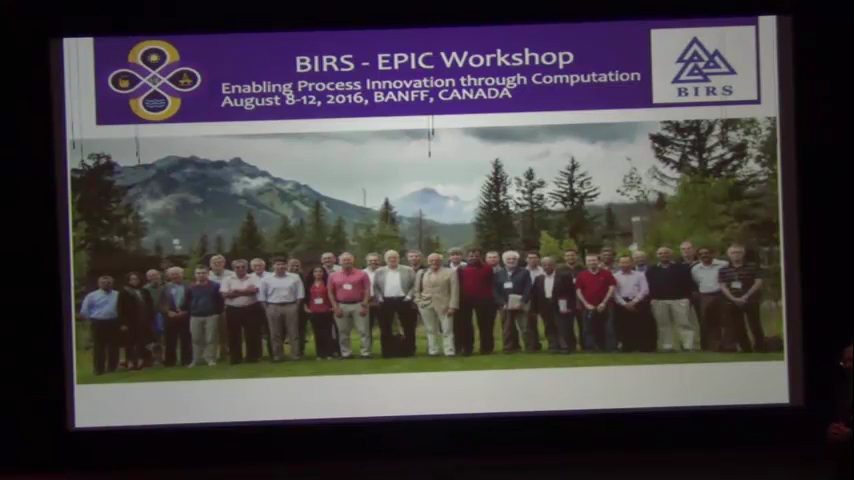 BIRS - EPIC Workshop
Enabling Process Innovation through Computation
August 8-12, 2016, BANFF, CANADA
BIRS